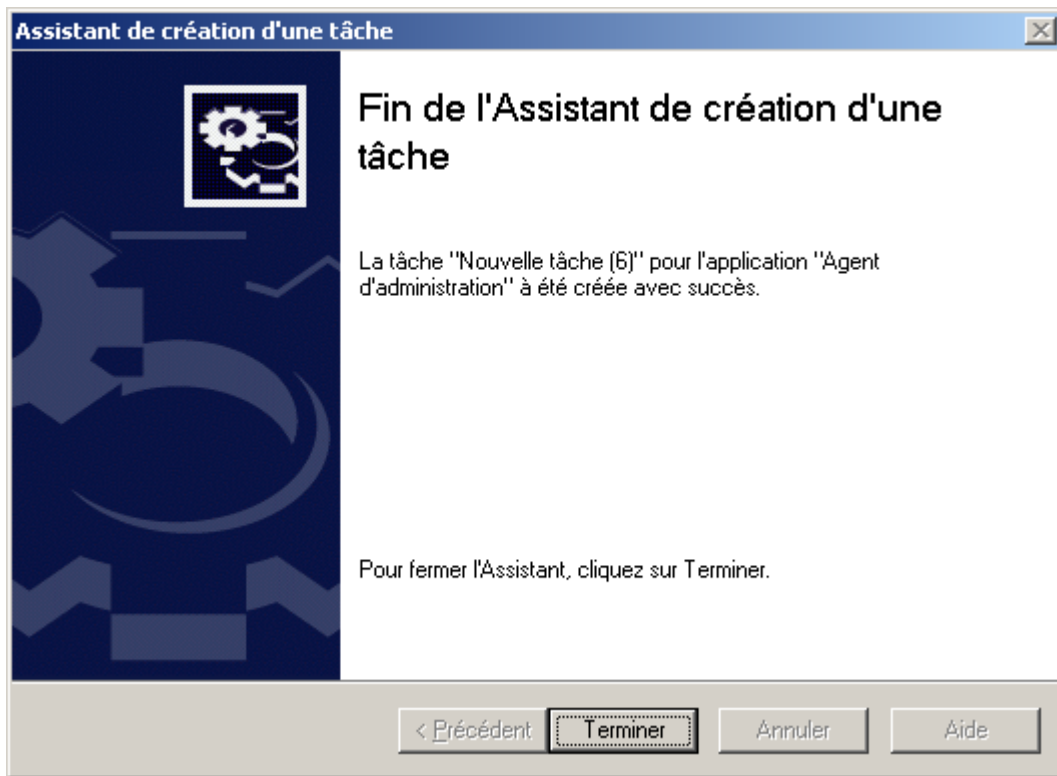 Assistant de création d'une tâche
Fin de l'Assistant de création d'une
tâche
La tâche "Nouvelle tâche (6)" pour l'application "Agent
d'administration" à été créée avec succès.
Pour fermer l'Assistant, cliquez sur Terminer.
< Précédent Terminer Annuler Aide